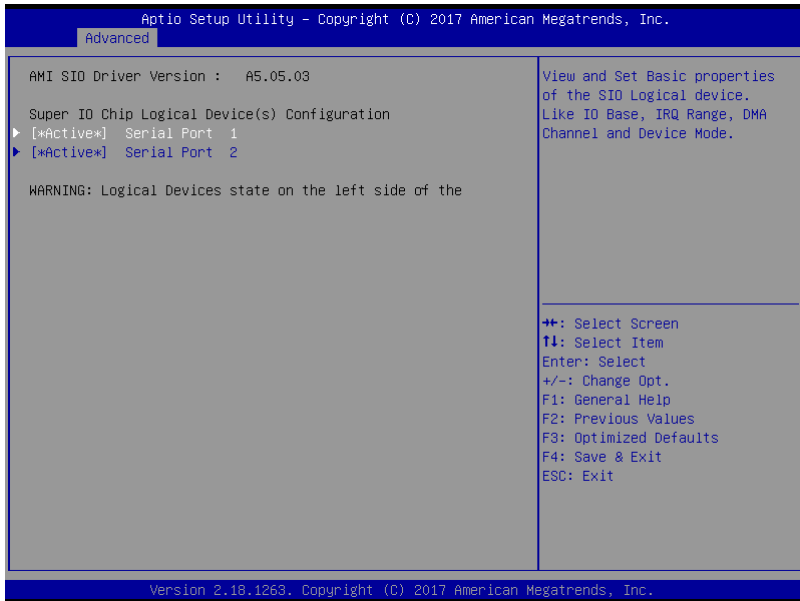 Aptio Setup Utility – Copyright (C) 2017 American Megatrends, Inc.
Advanced
AMI SIO Driver Version :   A5.05.03
Super IO Chip Logical Device(s) Configuration
[*Active*]  Serial Port  1
[*Active*]  Serial Port  2
WARNING: Logical Devices state on the left side of the
View and Set Basic properties
of the SIO Logical device.
Like IO Base, IRQ Range, DMA
Channel and Device Mode.
→←: Select Screen
↑↓: Select Item
Enter: Select
+/-: Change Opt.
F1: General Help
F2: Previous Values
F3: Optimized Defaults
F4: Save & Exit
ESC: Exit
Version 2.18.1263. Copyright (C) 2017 American Megatrends, Inc.